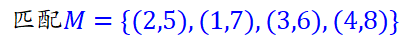 匹配M = {(2,5), (1,7), (3,6), (4,8)}